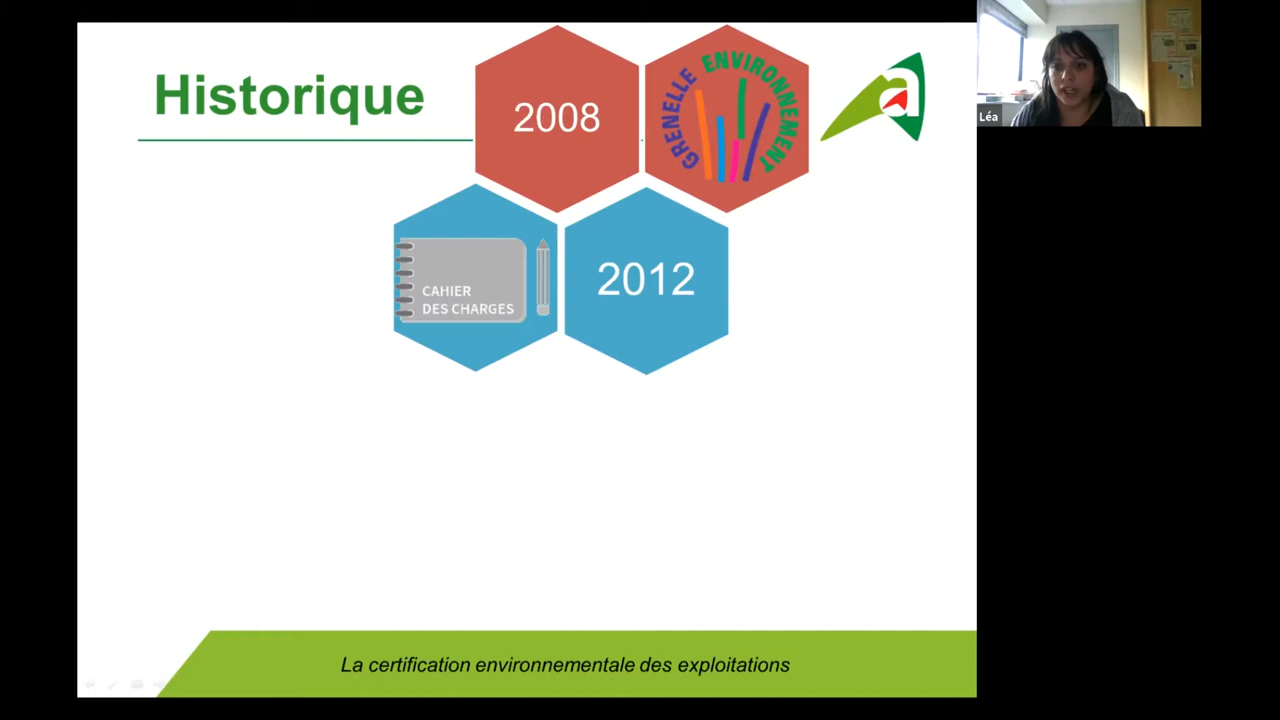 Historique
2008
GRENELLE ENVIRONNEMENT
a
Léa
CAHIER
DES CHARGES
2012
La certification environnementale des exploitations